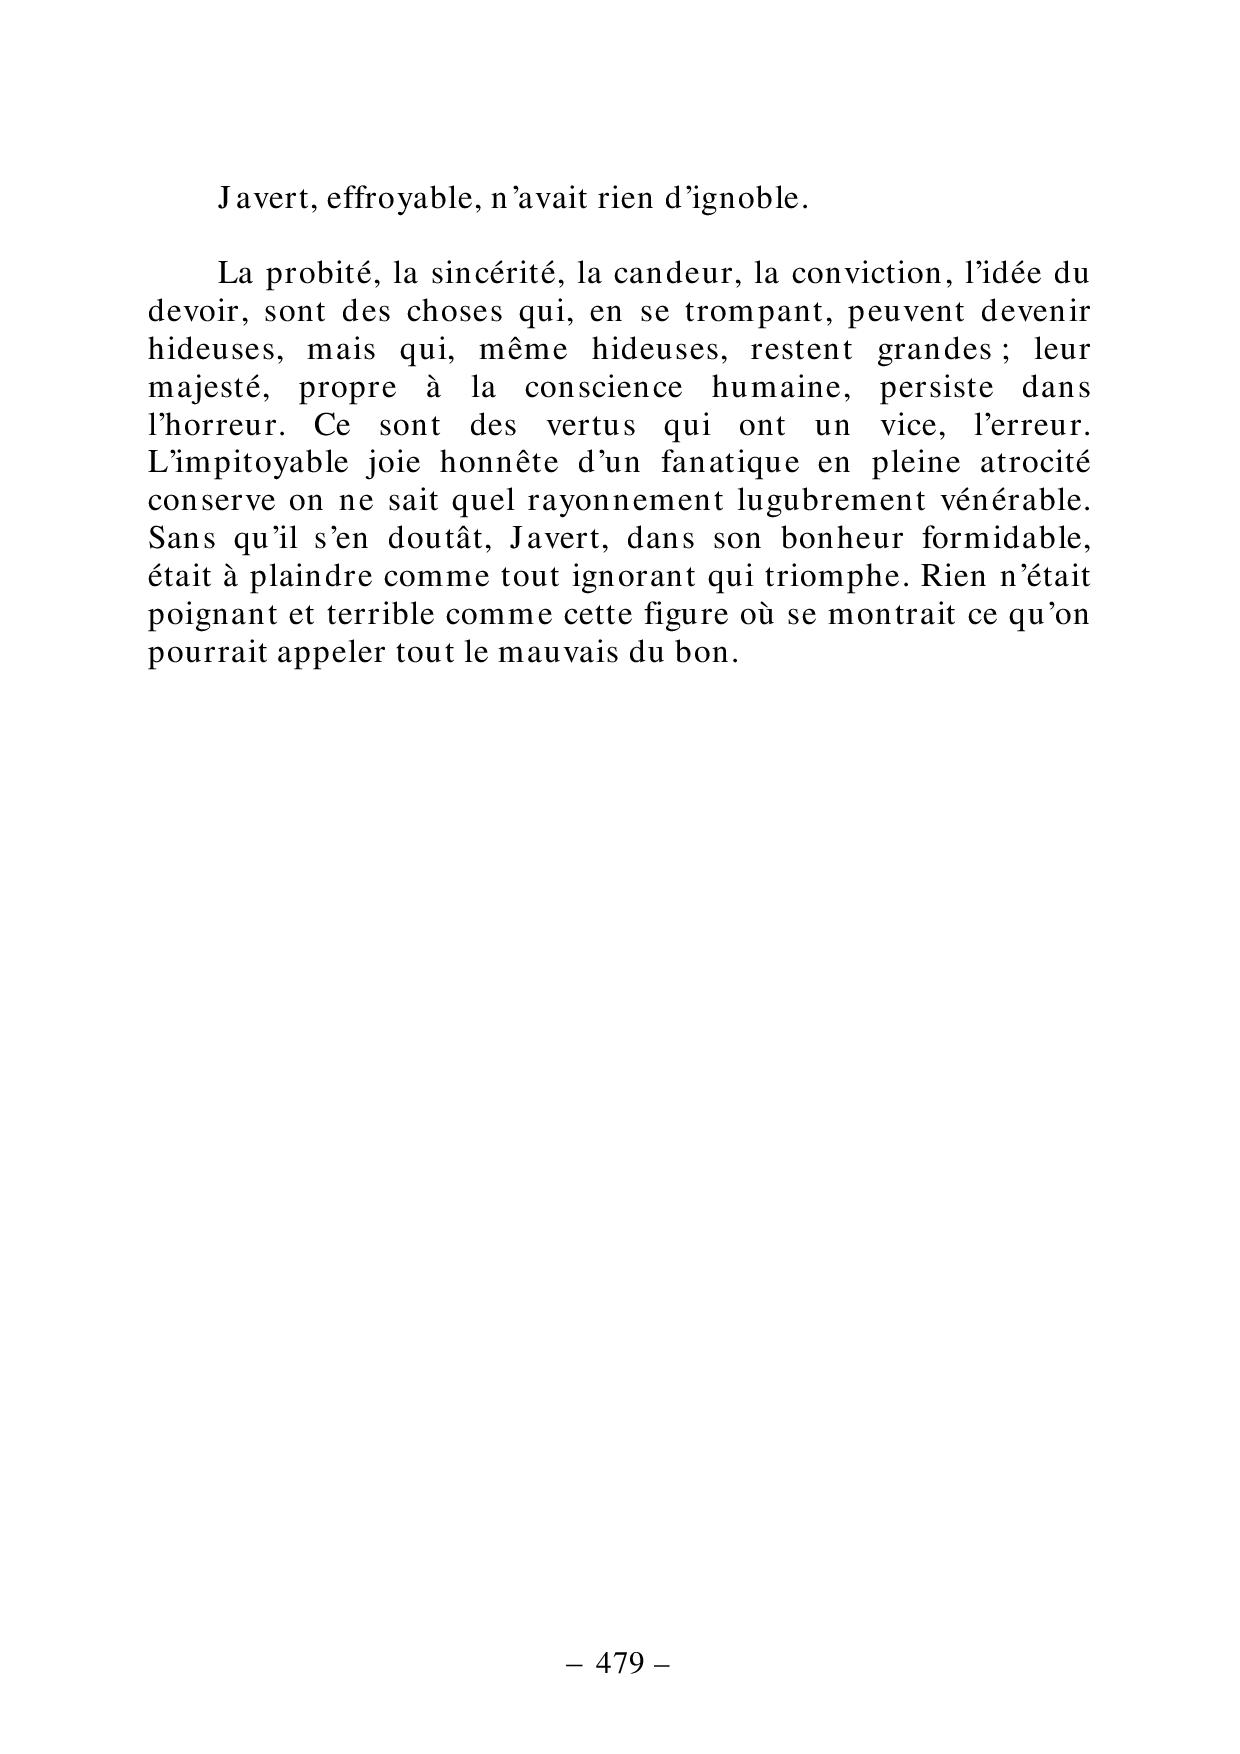 Javert, effroyable, n’avait rien d’ignoble.
La probité, la sincérité, la candeur, la conviction, l’idée du
devoir, sont des choses qui, en se trompant, peuvent devenir
hideuses, mais qui, même hideuses, restent grandes ; leur
majesté, propre à la conscience humaine, persiste dans
l’horreur. Ce sont des vertus qui ont un vice, l’erreur.
L’impitoyable joie honnête d’un fanatique en pleine atrocité
conserve on ne sait quel rayonnement lugubrement vénérable.
Sans qu’il s’en doutât, Javert, dans son bonheur formidable,
était à plaindre comme tout ignorant qui triomphe. Rien n’était
poignant et terrible comme cette figure où se montrait ce qu’on
pourrait appeler tout le mauvais du bon.
– 479 –